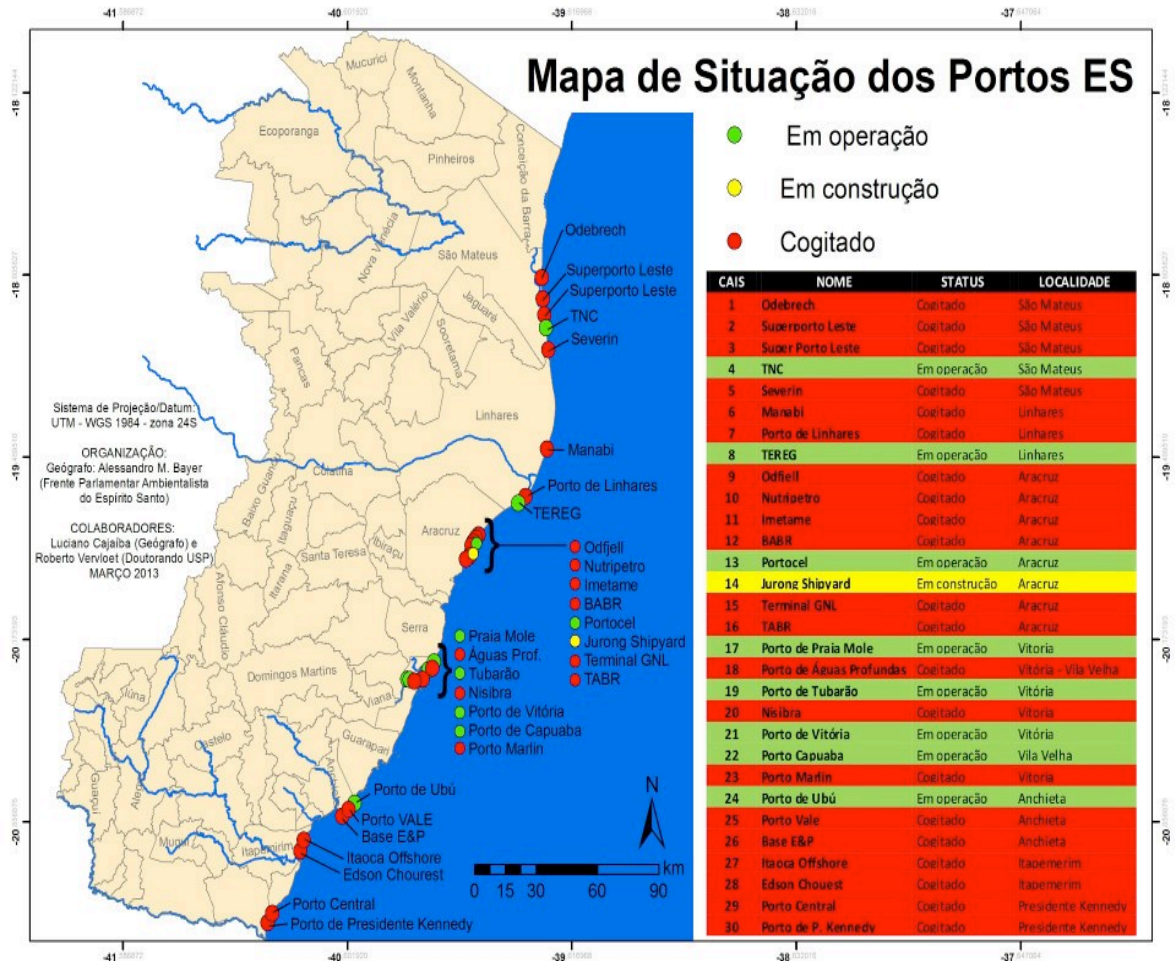 -41 -40 -39 -38 -37
Mapa de Situação dos Portos ES
Em operação
Em construção
Cogitado
-18
-18
-19
-20
-20
Mucurici
Montanha
Ecoporanga
Pinheiros
Conceição da Barra
Nova Venécia
São Mateus
Vila Valério
Jaguaré
Sooretama
Pancas
Linhares
Colatina
Baixo Guandu
Itaguaçu
Aracruz
Ibiraçu
Santa Teresa
Itarana
Afonso Cláudio
Serra
Domingos Martins
Viana
Iúna
Castelo
Guarapari
Muqui
Itapemirim
Odebrech
Superporto Leste
Superporto Leste
TNC
Severin
Manabi
Porto de Linhares
TEREG
Odfjell
Nutripetro
Imetame
BABR
Portocel
Jurong Shipyard
Terminal GNL
TABR
Praia Mole
Águas Prof.
Tubarão
Nisibra
Porto de Vitória
Porto de Capuaba
Porto Marlin
Porto de Ubú
Porto VALE
Base E&P
Itaoca Offshore
Edson Chourest
Porto Central
Porto de Presidente Kennedy
Sistema de Projeção/Datum:
UTM - WGS 1984 - zona 24S
ORGANIZAÇÃO:
Geógrafo: Alessandro M. Bayer
(Frente Parlamentar Ambientalista
do Espírito Santo)
COLABORADORES:
Luciano Cajaíba (Geógrafo) e
Roberto Vervloet (Doutorando USP)
MARÇO 2013
N
km
0 15 30 60 90
CAIS NOME STATUS LOCALIDADE
1 Odebrech Cogitado São Mateus
2 Superporto Leste Cogitado São Mateus
3 Super Porto Leste Cogitado São Mateus
4 TNC Em operação São Mateus
5 Severin Cogitado São Mateus
6 Manabi Cogitado Linhares
7 Porto de Linhares Cogitado Linhares
8 TEREG Em operação Linhares
9 Odfjell Cogitado Aracruz
10 Nutripetro Cogitado Aracruz
11 Imetame Cogitado Aracruz
12 BABR Cogitado Aracruz
13 Portocel Em operação Aracruz
14 Jurong Shipyard Em construção Aracruz
15 Terminal GNL Cogitado Aracruz
16 TABR Cogitado Aracruz
17 Porto de Praia Mole Em operação Vitoria
18 Porto de Águas Profundas Cogitado Vitória - Vila Velha
19 Porto de Tubarão Em operação Vitória
20 Nisibra Cogitado Vitoria
21 Porto de Vitória Em operação Vitória
22 Porto Capuaba Em operação Vila Velha
23 Porto Marlin Cogitado Vitoria
24 Porto de Ubú Em operação Anchieta
25 Porto Vale Cogitado Anchieta
26 Base E&P Cogitado Anchieta
27 Itaoca Offshore Cogitado Itapemerim
28 Edson Chouest Cogitado Itapemerim
29 Porto Central Cogitado Presidente Kennedy
30 Porto de P. Kennedy Cogitado Presidente Kennedy
-41 -40 -39 -38 -37